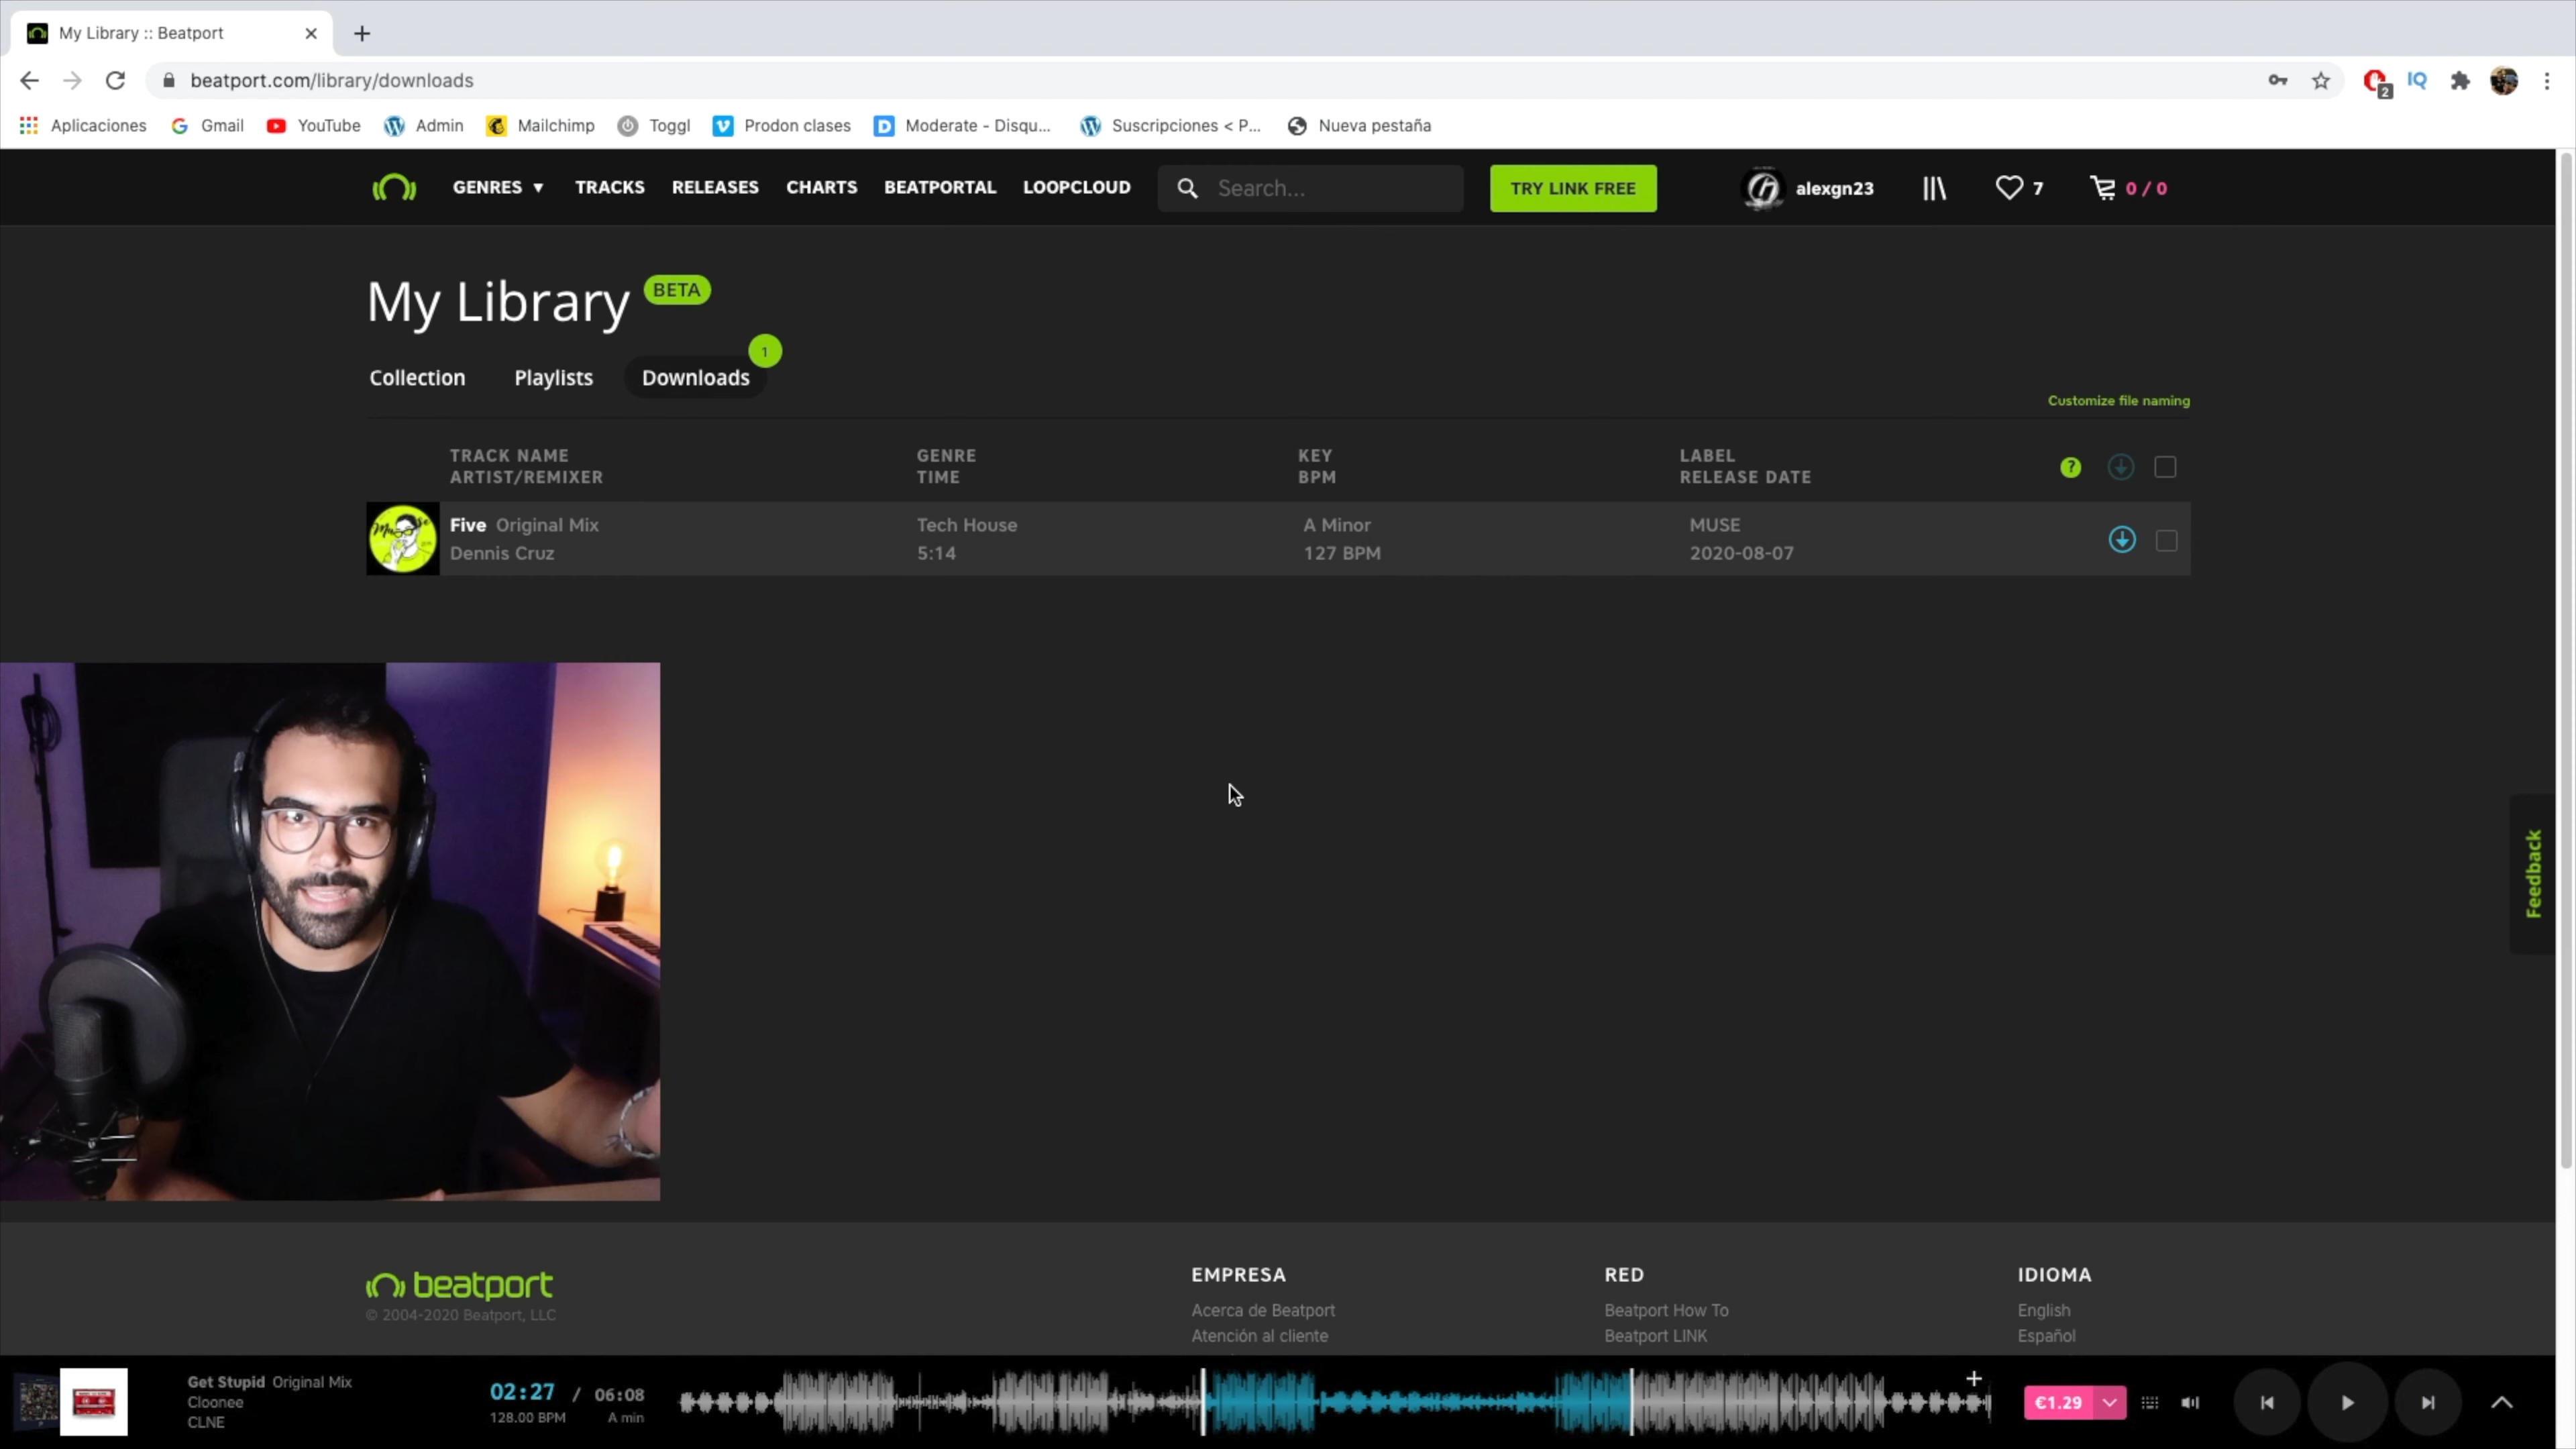 My Library :: Beatport
beatport.com/library/downloads
2
IQ
Aplicaciones
Gmail
YouTube
Admin
Mailchimp
Toggl
Prodon clases
Moderate - Disqu...
Suscripciones < P...
Nueva pestaña
GENRES
TRACKS
RELEASES
CHARTS
BEATPORTAL
LOOPCLOUD
Search...
TRY LINK FREE
alexgn23
7
0 / 0
My Library BETA
1
Collection
Playlists
Downloads
Customize file naming
TRACK NAME
ARTIST/REMIXER
GENRE
TIME
KEY
BPM
LABEL
RELEASE DATE
?
Five Original Mix
Dennis Cruz
Tech House
5:14
A Minor
127 BPM
MUSE
2020-08-07
Feedback
beatport
© 2004-2020 Beatport, LLC
EMPRESA
Acerca de Beatport
Atención al cliente
RED
Beatport How To
Beatport LINK
IDIOMA
English
Español
Get Stupid Original Mix
Cloonee
CLNE
02:27 / 06:08
128.00 BPM A min
€1.29